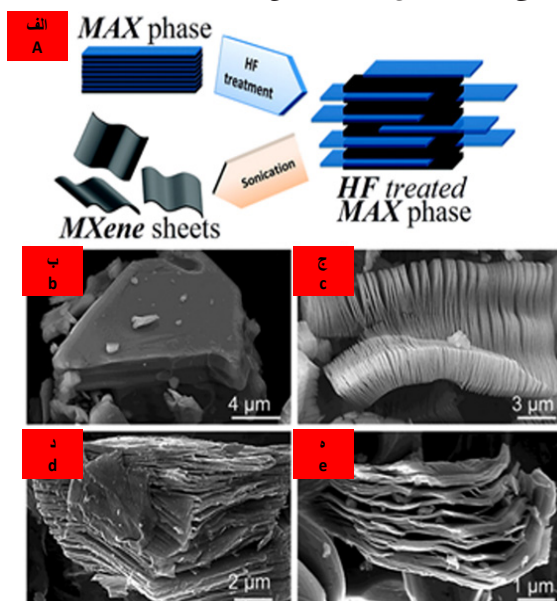 الف
A
MAX phase
HF
treatment
Sonication
MXene sheets
HF treated
MAX phase
ب
b
4 µm
ج
c
3 µm
د
d
2 µm
ه
e
1 µm